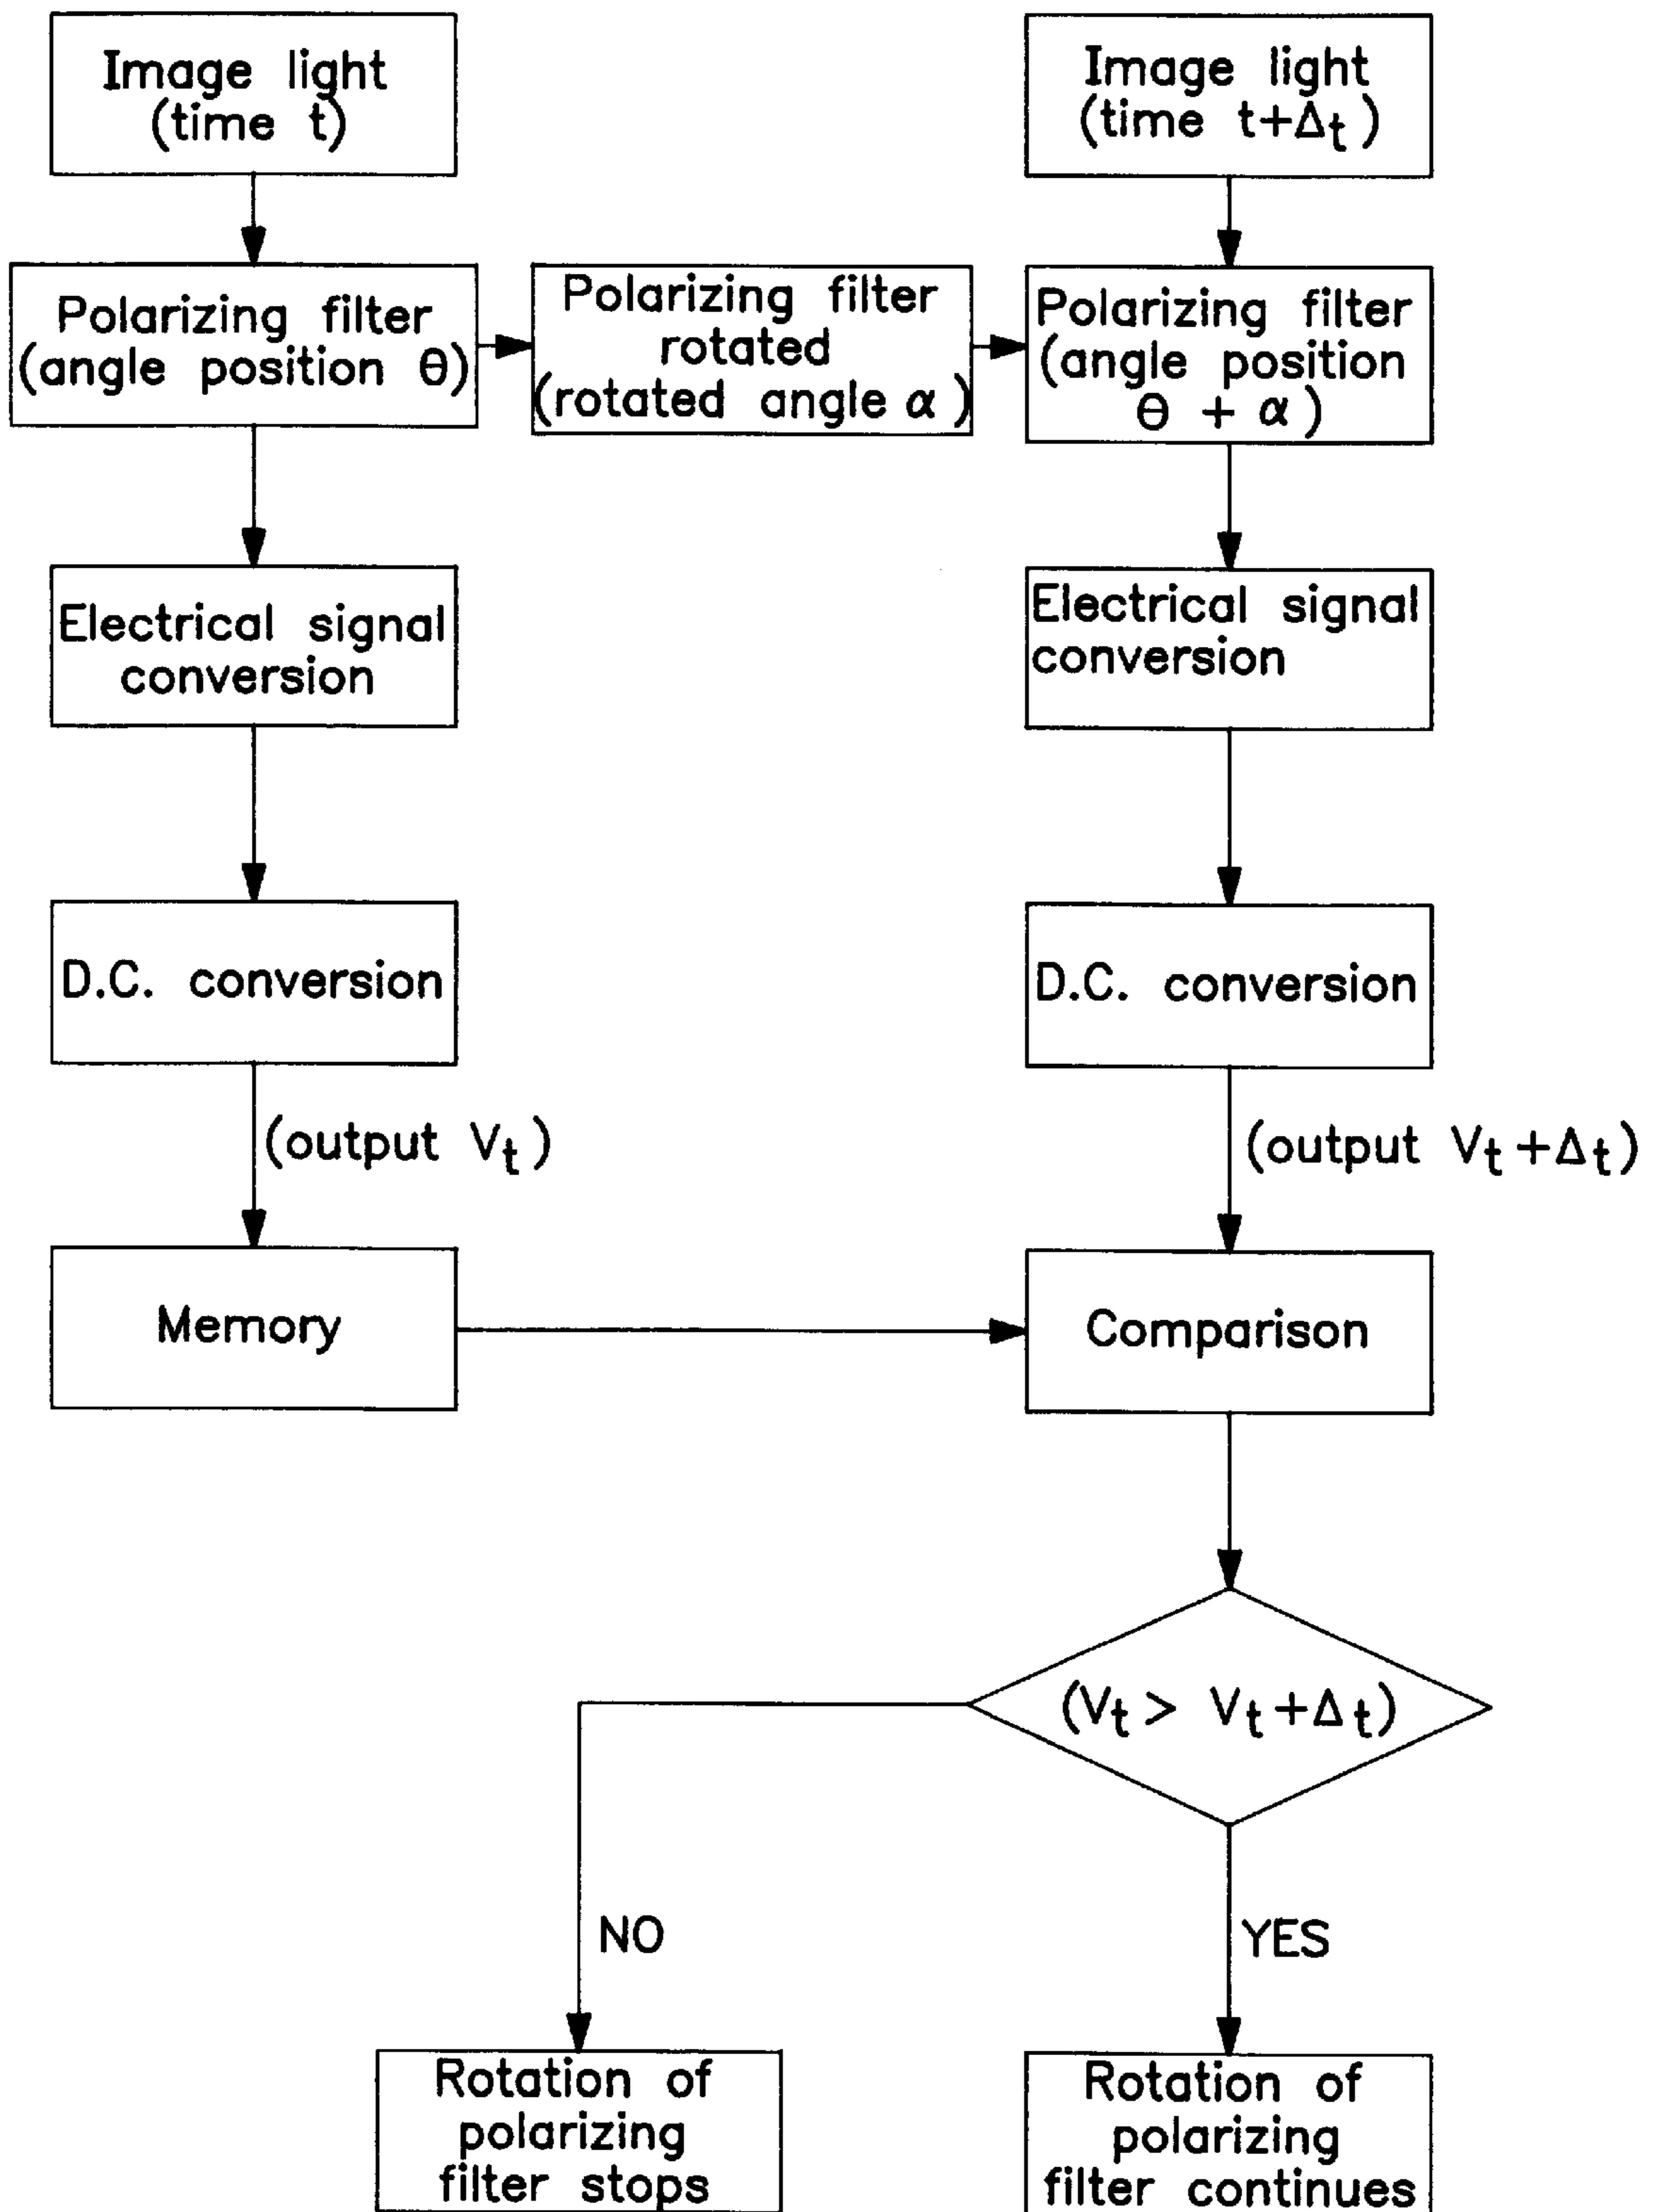 Image light
(time t)
Image light
(time t+Δt)
Polarizing filter
(angle position θ)
Polarizing filter
rotated
(rotated angle α)
Polarizing filter
(angle position
θ + α)
Electrical signal
conversion
Electrical signal
conversion
D.C. conversion
D.C. conversion
(output Vt)
(output Vt+Δt)
Memory
Comparison
(Vt > Vt+Δt)
NO
YES
Rotation of
polarizing
filter stops
Rotation of
polarizing
filter continues